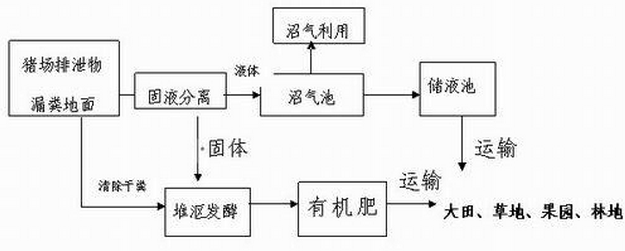 沼气利用
猪场排泄物
漏粪地面
液体
固液分离
沼气池
储液池
固体
运输
清除干粪
堆沤发酵
有机肥
运输
大田、草地、果园、林地